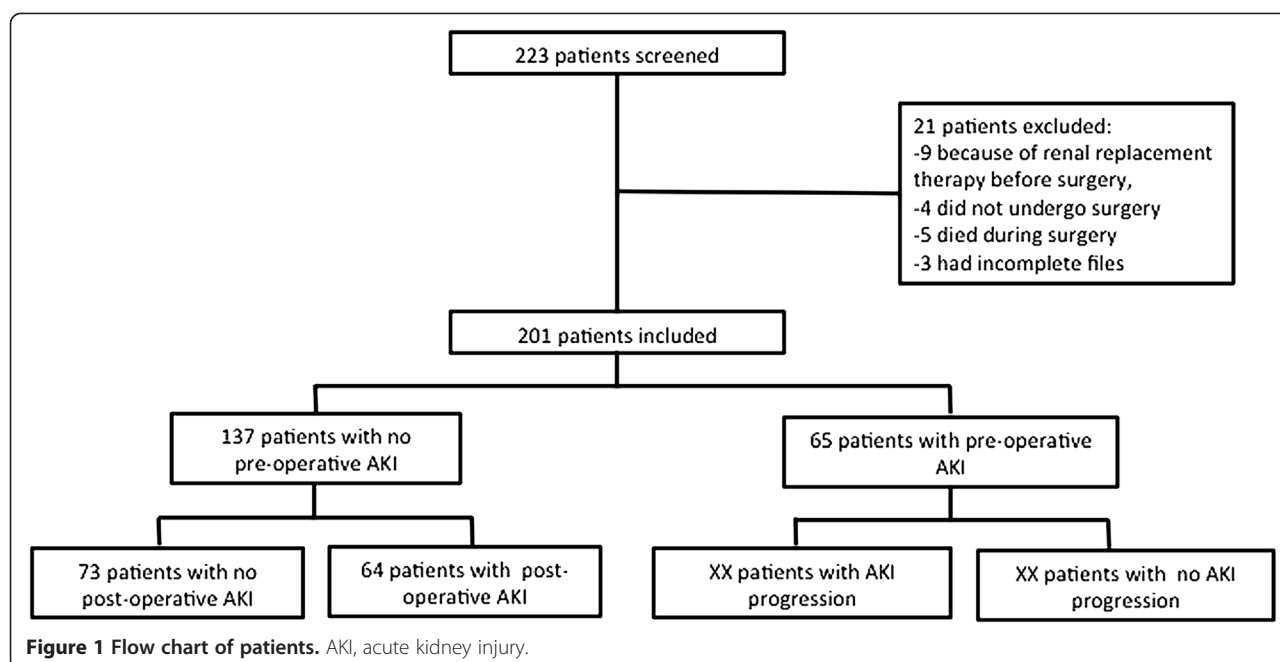 223 patients screened
21 patients excluded:
-9 because of renal replacement
therapy before surgery,
-4 did not undergo surgery
-5 died during surgery
-3 had incomplete files
201 patients included
137 patients with no
pre-operative AKI
65 patients with pre-operative
AKI
73 patients with no
post-operative AKI
64 patients with post-
operative AKI
XX patients with AKI
progression
XX patients with no AKI
progression
Figure 1 Flow chart of patients. AKI, acute kidney injury.